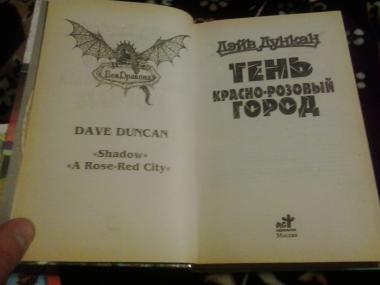 Век Дракона
DAVE DUNCAN
«Shadow»
«A Rose-Red City»
Дэйв Дункан
ТЕНЬ
КРАСНО-РОЗОВЫЙ
ГОРОД
АСТ
Москва